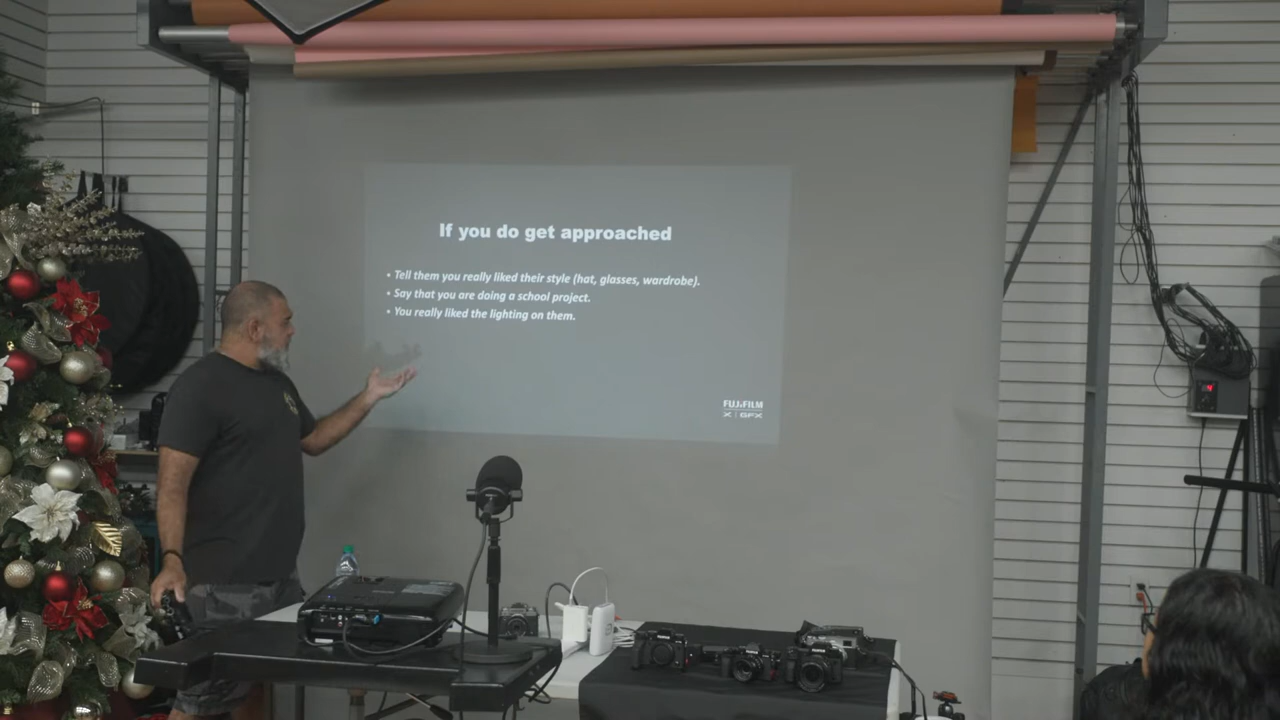 If you do get approached
• Tell them you really liked their style (hat, glasses, wardrobe).
• Say that you are doing a school project.
• You really liked the lighting on them.
FUJIFILM
X | GFX